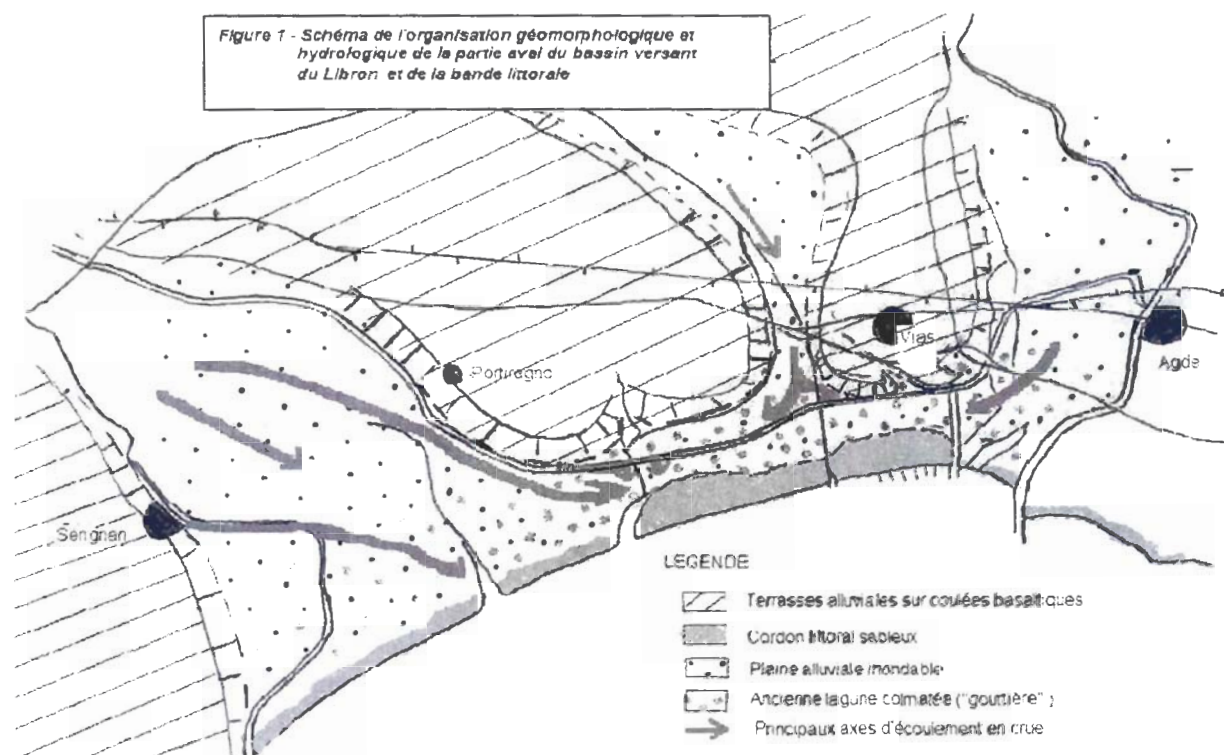 Figure 1 - Schéma de l'organisation géomorphologique et
hydrologique de la partie aval du bassin versant
du Libron et de la bande littorale
Portiragne
Vias
Agde
Sérignan
LEGENDE
Terrasses alluviales sur coulées basaltiques
Cordon littoral sableux
Plaine alluviale inondable
Ancienne lagune colmatée ("gouttière")
Principaux axes d'écoulement en crue